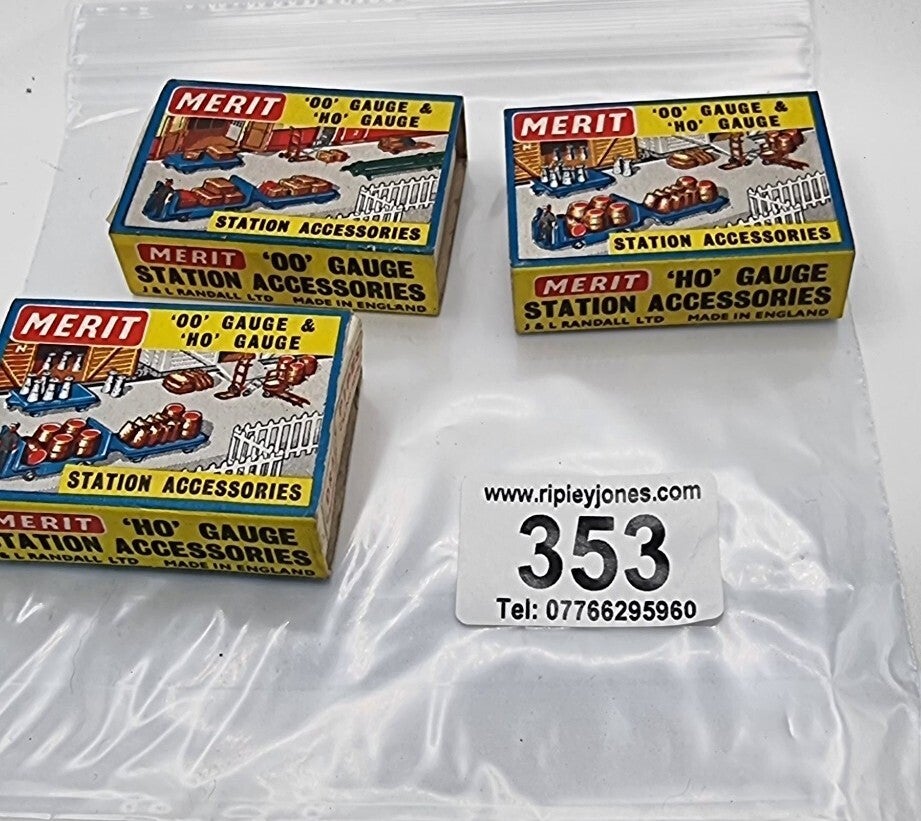 MERIT
'OO' GAUGE &
'HO' GAUGE
STATION ACCESSORIES
MERIT 'OO' GAUGE
STATION ACCESSORIES
J & L RANDALL LTD MADE IN ENGLAND
MERIT
'OO' GAUGE &
'HO' GAUGE
N
STATION ACCESSORIES
MERIT 'HO' GAUGE
STATION ACCESSORIES
J & L RANDALL LTD MADE IN ENGLAND
MERIT
'OO' GAUGE &
'HO' GAUGE
N
STATION ACCESSORIES
MERIT 'HO' GAUGE
STATION ACCESSORIES
& L RANDALL LTD MADE IN ENGLAND
www.ripleyjones.com
353
Tel: 07766295960